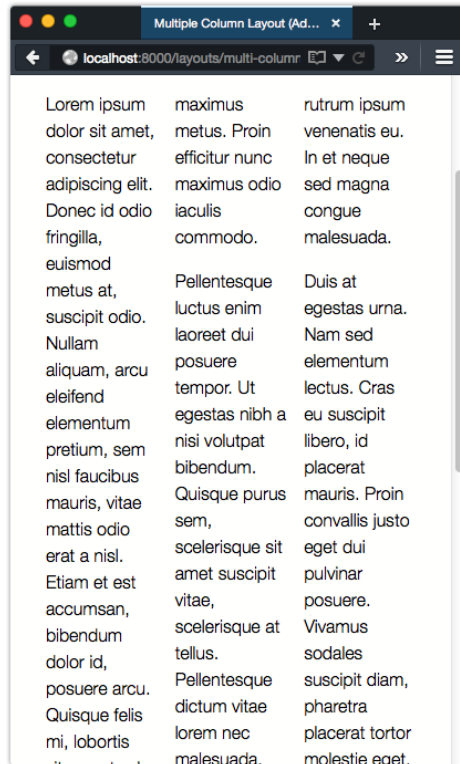 Multiple Column Layout (Ad...
localhost:8000/layouts/multi-column
Lorem ipsum
dolor sit amet,
consectetur
adipiscing elit.
Donec id odio
fringilla,
euismod
metus at,
suscipit odio.
Nullam
aliquam, arcu
eleifend
elementum
pretium, sem
nisl faucibus
mauris, vitae
mattis odio
erat a nisl.
Etiam et est
accumsan,
bibendum
dolor id,
posuere arcu.
Quisque felis
mi, lobortis
maximus
metus. Proin
efficitur nunc
maximus odio
iaculis
commodo.
Pellentesque
luctus enim
laoreet dui
posuere
tempor. Ut
egestas nibh a
nisi volutpat
bibendum.
Quisque purus
sem,
scelerisque sit
amet suscipit
vitae,
scelerisque at
tellus.
Pellentesque
dictum vitae
lorem nec
malesuada.
rutrum ipsum
venenatis eu.
In et neque
sed magna
congue
malesuada.
Duis at
egestas urna.
Nam sed
elementum
lectus. Cras
eu suscipit
libero, id
placerat
mauris. Proin
convallis justo
eget dui
pulvinar
posuere.
Vivamus
sodales
suscipit diam,
pharetra
placerat tortor
molestie eget.